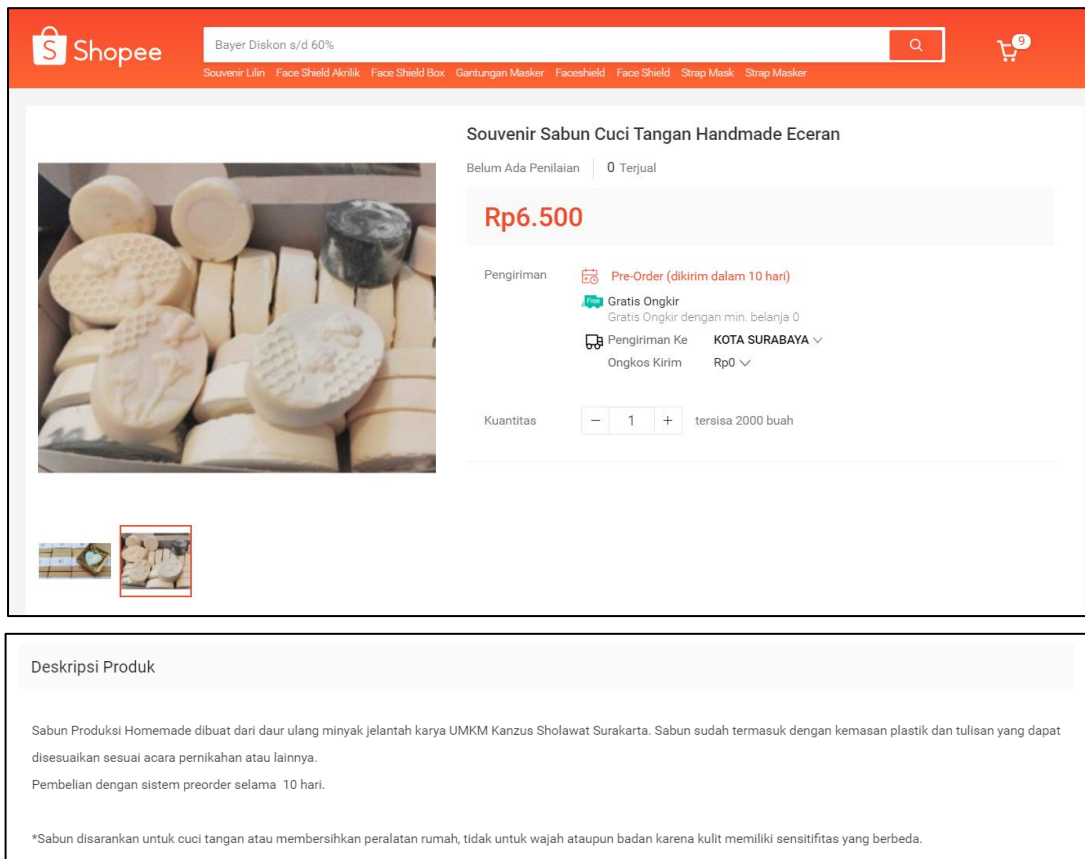 Shopee
Bayer Diskon s/d 60%
9
Souvenir Lilin Face Shield Akrilik Face Shield Box Gantungan Masker Faceshield Face Shield Strap Mask Strap Masker
Souvenir Sabun Cuci Tangan Handmade Eceran
Belum Ada Penilaian 0 Terjual
Rp6.500
Pengiriman Pre-Order (dikirim dalam 10 hari)
Gratis Ongkir
Gratis Ongkir dengan min. belanja 0
Pengiriman Ke KOTA SURABAYA
Ongkos Kirim Rp0
Kuantitas − 1 + tersisa 2000 buah
Deskripsi Produk
Sabun Produksi Homemade dibuat dari daur ulang minyak jelantah karya UMKM Kanzus Sholawat Surakarta. Sabun sudah termasuk dengan kemasan plastik dan tulisan yang dapat
disesuaikan sesuai acara pernikahan atau lainnya.
Pembelian dengan sistem preorder selama 10 hari.
*Sabun disarankan untuk cuci tangan atau membersihkan peralatan rumah, tidak untuk wajah ataupun badan karena kulit memiliki sensitifitas yang berbeda.